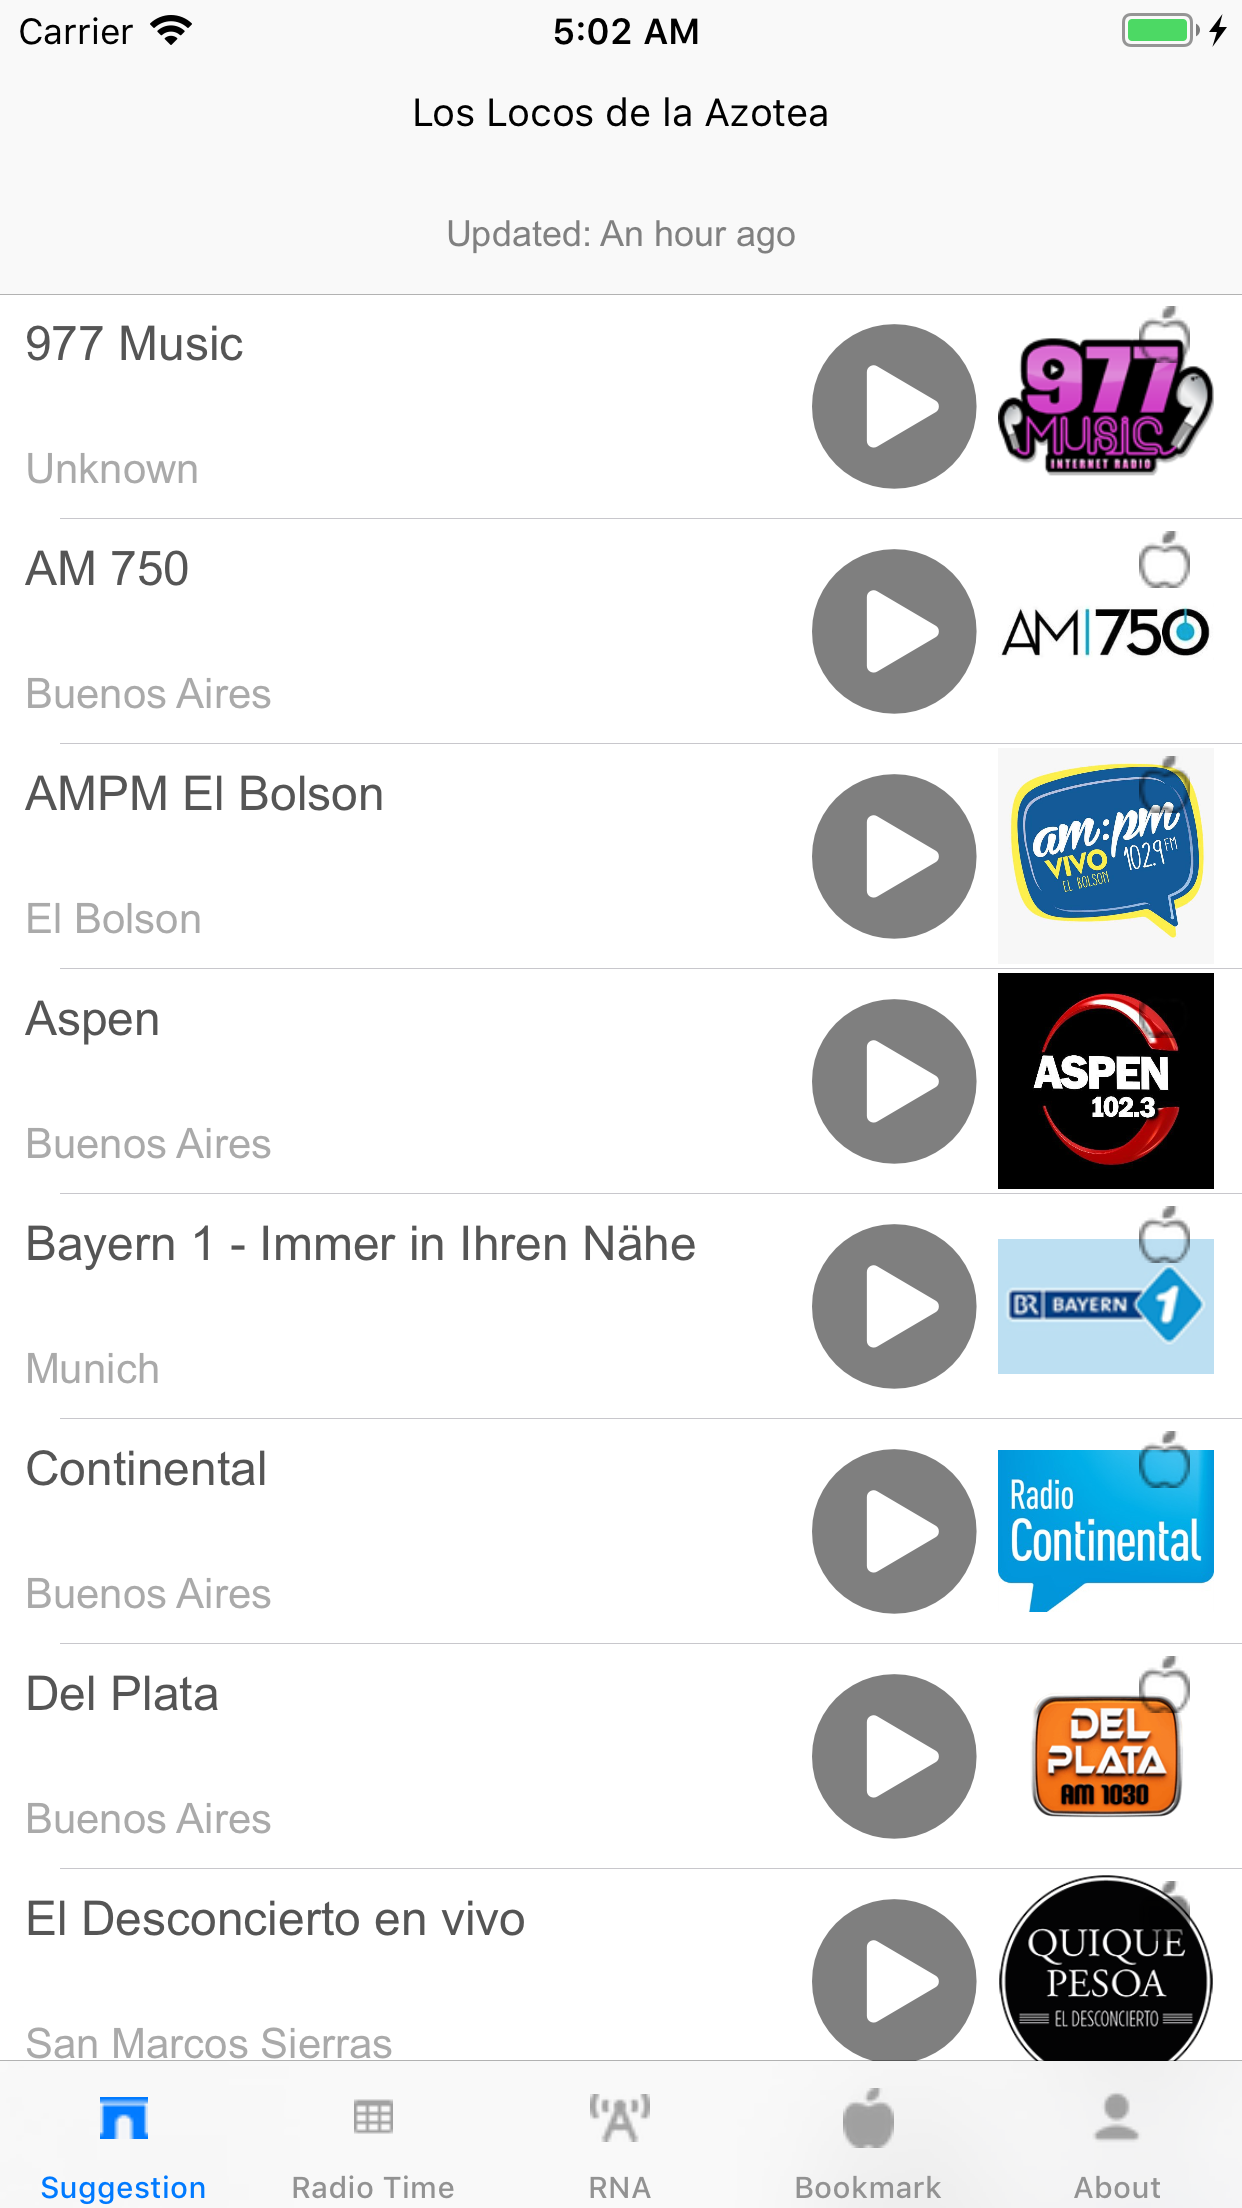 Carrier
5:02 AM
Los Locos de la Azotea
Updated: An hour ago
977 Music
Unknown
977
MUSIC
INTERNET RADIO
AM 750
Buenos Aires
AM|750
AMPM El Bolson
El Bolson
am:pm
VIVO 102.9 FM
EL BOLSON
Aspen
Buenos Aires
ASPEN
102.3
Bayern 1 - Immer in Ihren Nähe
Munich
BR BAYERN 1
Continental
Buenos Aires
Radio
Continental
Del Plata
Buenos Aires
DEL
PLATA
AM 1030
El Desconcierto en vivo
San Marcos Sierras
QUIQUE
PESOA
EL DESCONCIERTO
Suggestion
Radio Time
RNA
Bookmark
About